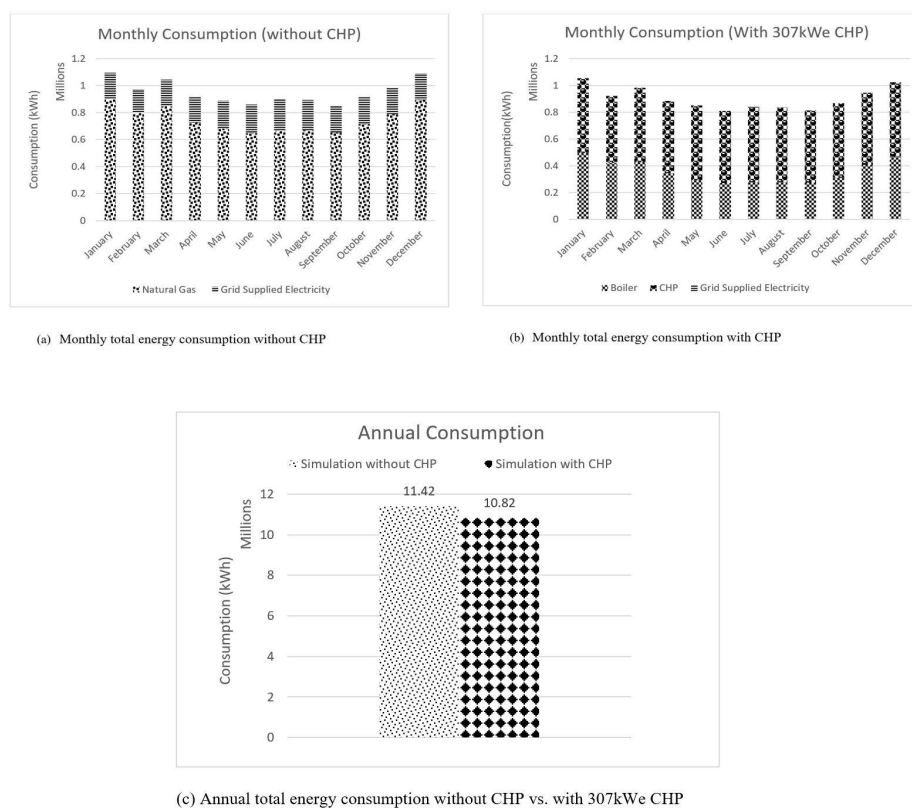 Monthly Consumption (without CHP)
Consumption (kWh)
Millions
1.2
1
0.8
0.6
0.4
0.2
0
January
February
March
April
May
June
July
August
September
October
November
December
Natural Gas
Grid Supplied Electricity
(a) Monthly total energy consumption without CHP
Monthly Consumption (With 307kWe CHP)
Consumption(kWh)
Millions
1.2
1
0.8
0.6
0.4
0.2
0
January
February
March
April
May
June
July
August
September
October
November
December
Boiler
CHP
Grid Supplied Electricity
(b) Monthly total energy consumption with CHP
Annual Consumption
Simulation without CHP
Simulation with CHP
Consumption (kWh)
Millions
12
10
8
6
4
2
0
11.42
10.82
(c) Annual total energy consumption without CHP vs. with 307kWe CHP